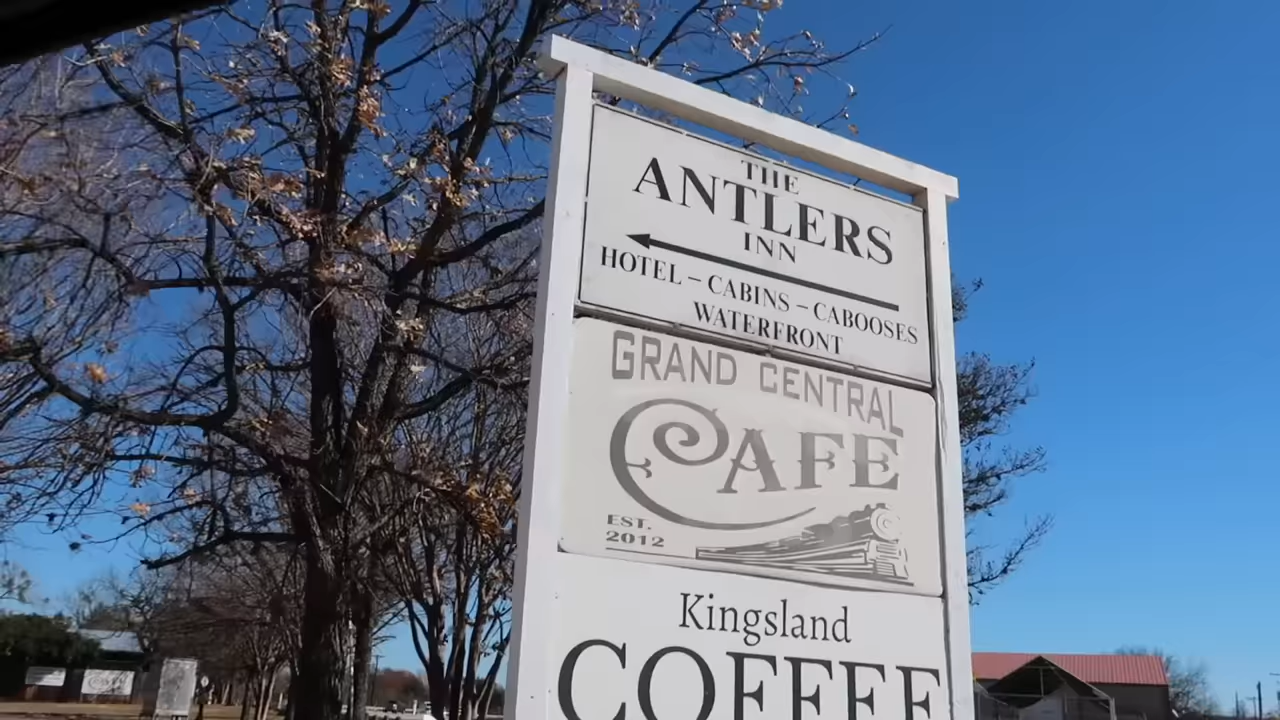 THE
ANTLERS
INN
HOTEL – CABINS – CABOOSES
WATERFRONT
GRAND CENTRAL
CAFE
EST.
2012
Kingsland
COFFEE